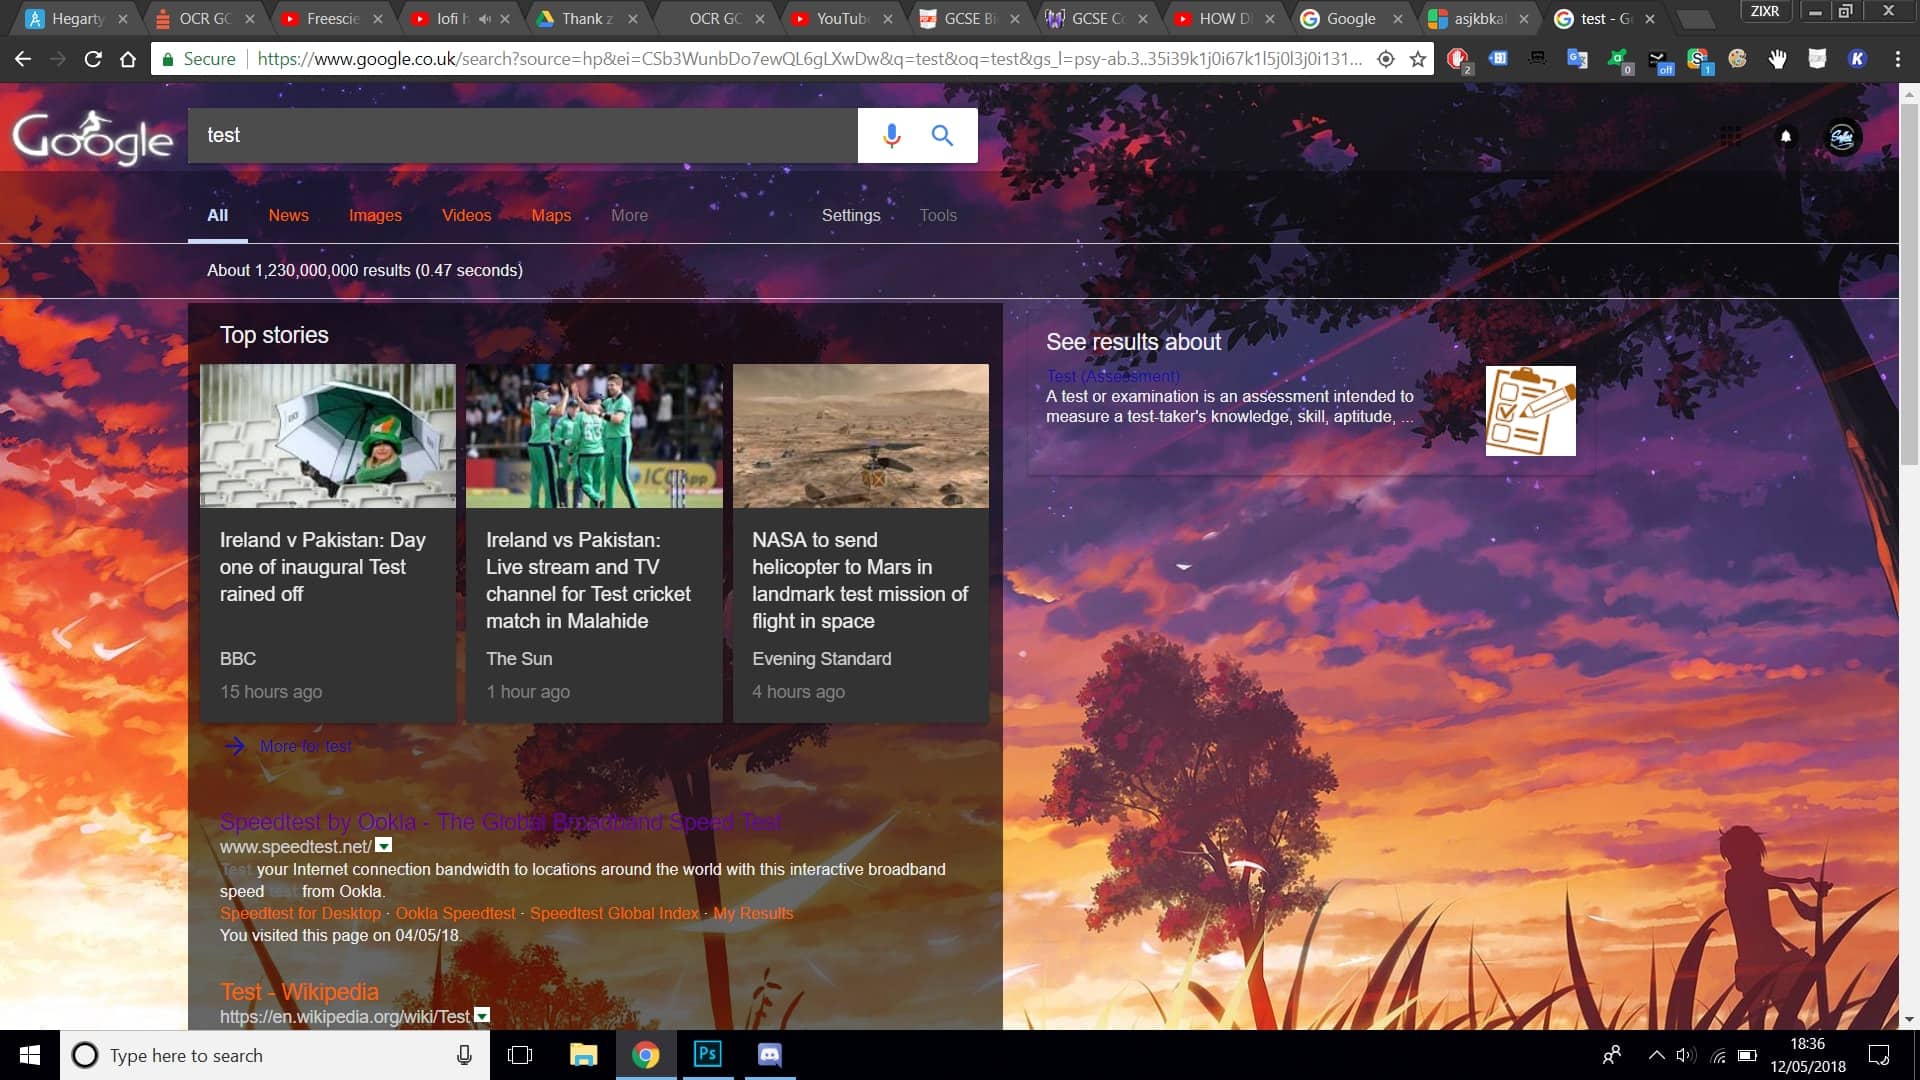 Hegarty
OCR GC
Freescie
lofi h
Thank z
OCR GC
YouTube
GCSE Bi
GCSE Co
HOW D
Google
asjkbkal
test - G
ZIXR
Secure
https://www.google.co.uk/search?source=hp&ei=CSb3WunbDo7ewQL6gLXwDw&q=test&oq=test&gs_l=psy-ab.3..35i39k1j0i67k1l5j0l3j0i131...
2
0
off
1
K
Google
test
All
News
Images
Videos
Maps
More
Settings
Tools
About 1,230,000,000 results (0.47 seconds)
Top stories
Ireland v Pakistan: Day
one of inaugural Test
rained off
BBC
15 hours ago
Ireland vs Pakistan:
Live stream and TV
channel for Test cricket
match in Malahide
The Sun
1 hour ago
NASA to send
helicopter to Mars in
landmark test mission of
flight in space
Evening Standard
4 hours ago
More for test
See results about
Test (Assessment)
A test or examination is an assessment intended to
measure a test-taker's knowledge, skill, aptitude, ...
Speedtest by Ookla - The Global Broadband Speed Test
www.speedtest.net/
Test your Internet connection bandwidth to locations around the world with this interactive broadband
speed test from Ookla.
Speedtest for Desktop · Ookla Speedtest · Speedtest Global Index · My Results
You visited this page on 04/05/18.
Test - Wikipedia
https://en.wikipedia.org/wiki/Test
Type here to search
Ps
18:36
12/05/2018